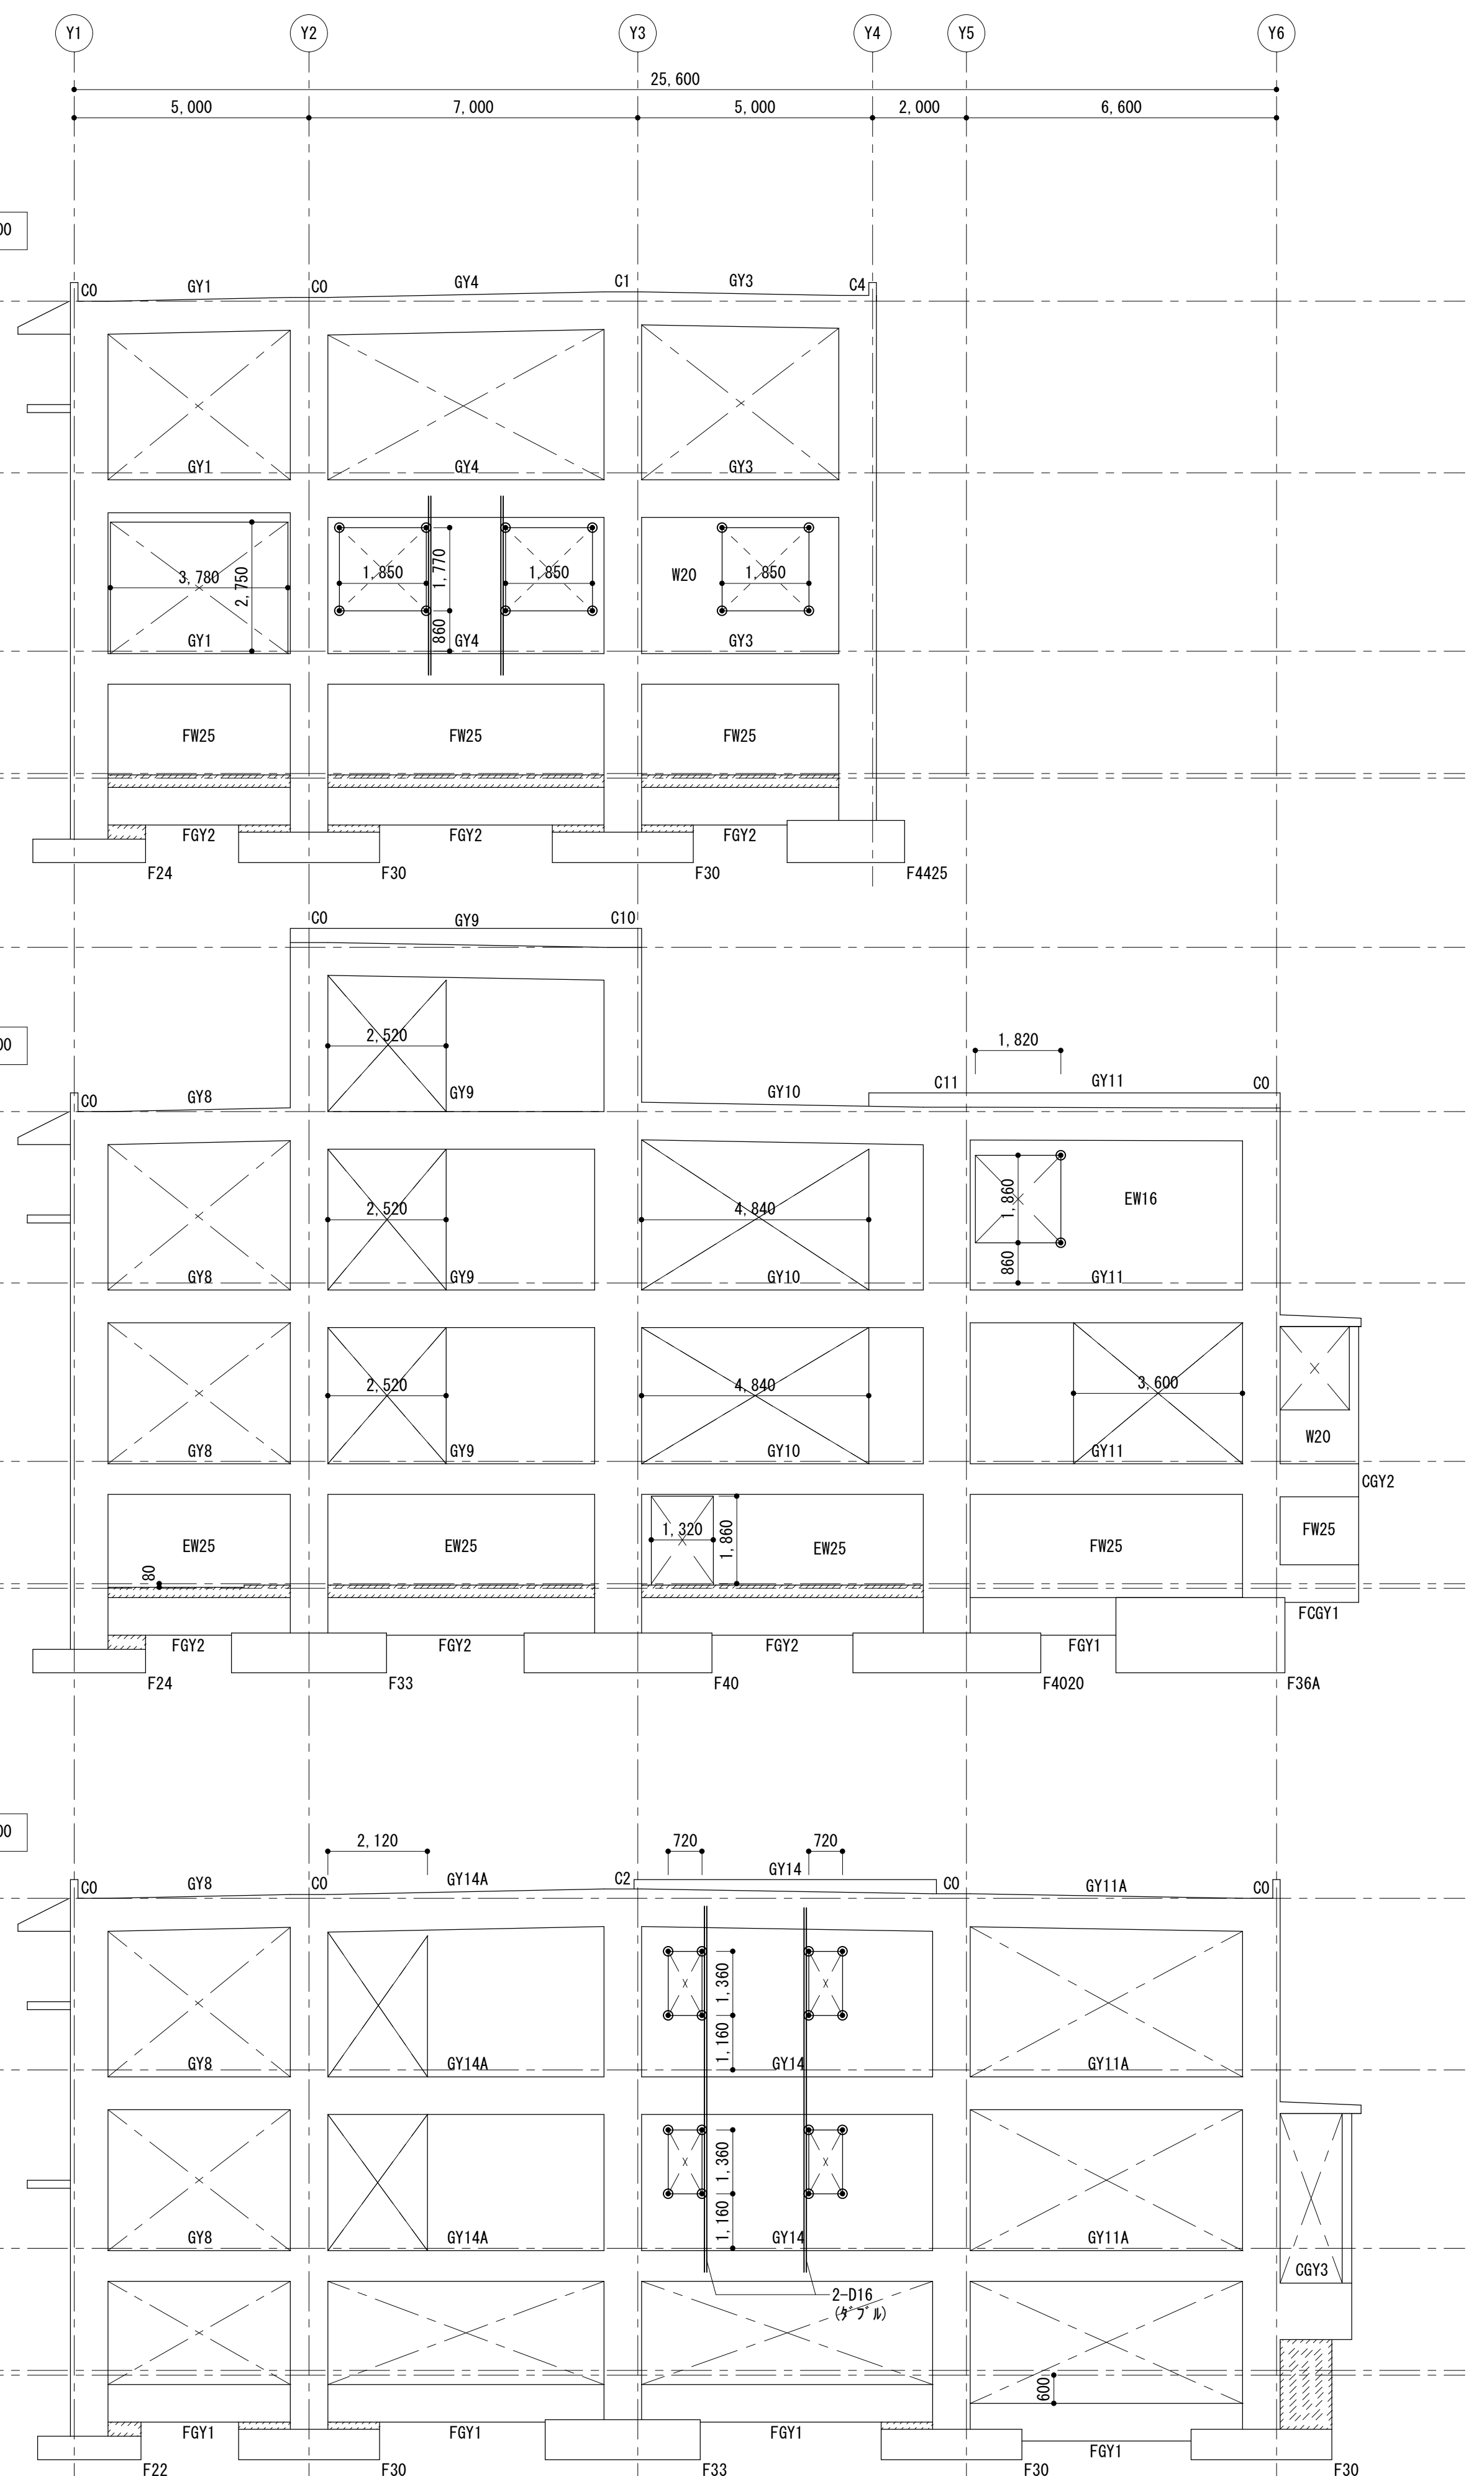 Y1 Y2 Y3 Y4 Y5 Y6
25,600
5,000 7,000 5,000 2,000 6,600
00
C0 GY1 C0 GY4 C1 GY3 C4
GY1 GY4 GY3
3,780 2,750 1,850 1,770 1,850 W20 1,850
GY1 860 GY4 GY3
FW25 FW25 FW25
FGY2 FGY2 FGY2
F24 F30 F30 F4425
C0 GY9 C10
00
2,520 1,820
C0 GY8 GY9 GY10 C11 GY11 C0
2,520 4,840 1,860 EW16
GY8 GY9 GY10 860 GY11
2,520 4,840 3,600
W20
GY8 GY9 GY10 GY11
CGY2
EW25 EW25 1,320 1,860 EW25 FW25 FW25
80
FCGY1
FGY2 FGY2 FGY2 FGY1
F24 F33 F40 F4020 F36A
00
2,120 720 720
C0 GY8 C0 GY14A C2 GY14 C0 GY11A C0
1,360
1,160
GY8 GY14A GY14 GY11A
1,360
1,160
GY8 GY14A GY14 GY11A
CGY3
2-D16
(ﾀﾞﾌﾞﾙ)
600
FGY1 FGY1 FGY1 FGY1
F22 F30 F33 F30 F30